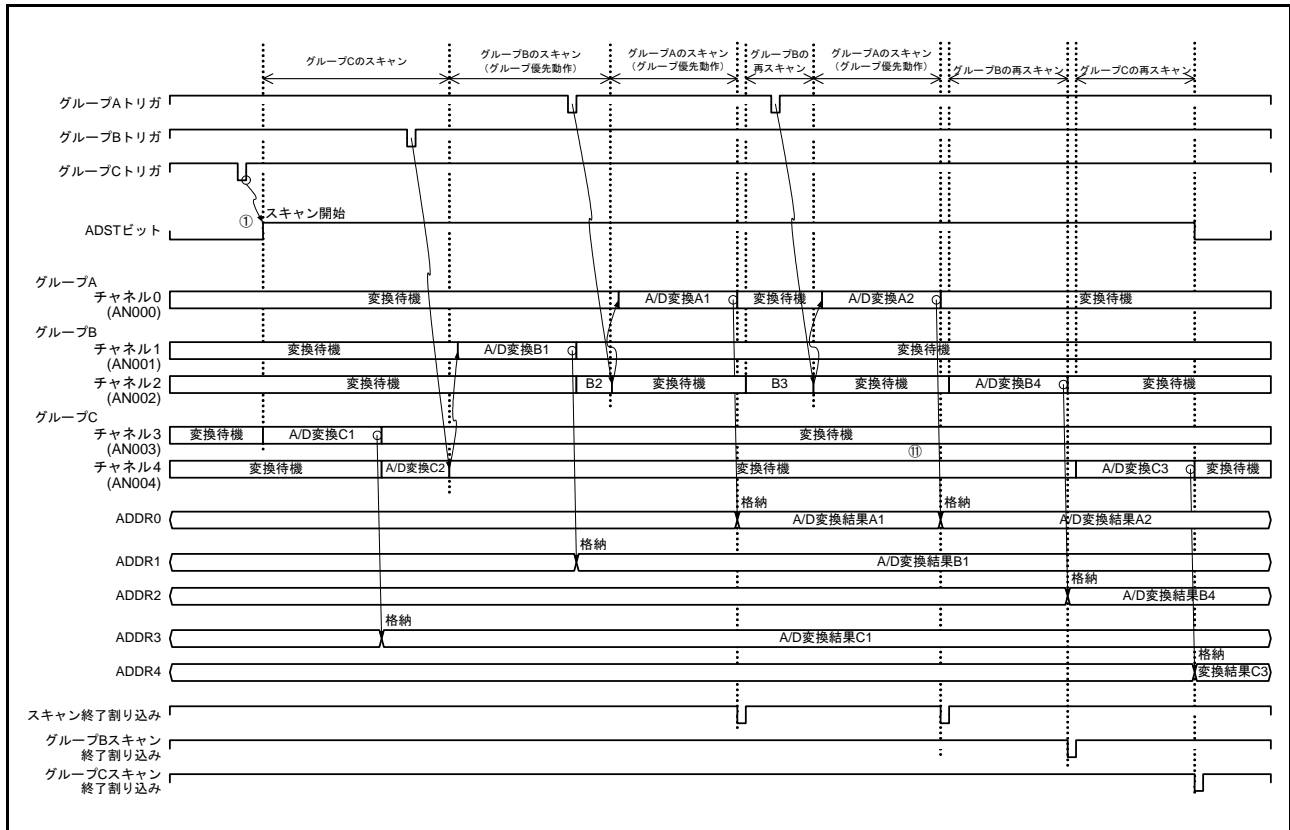 グループCのスキャン
グループBのスキャン
(グループ優先動作)
グループAのスキャン
(グループ優先動作)
グループBの
再スキャン
グループAのスキャン
(グループ優先動作)
グループBの再スキャン
グループCの再スキャン
グループAトリガ
グループBトリガ
グループCトリガ
① スキャン開始
ADSTビット
グループA
チャネル0
(AN000)
変換待機 A/D変換A1 変換待機 A/D変換A2 変換待機
グループB
チャネル1
(AN001)
変換待機 A/D変換B1 変換待機
チャネル2
(AN002)
変換待機 B2 変換待機 B3 変換待機 A/D変換B4 変換待機
グループC
チャネル3
(AN003)
変換待機 A/D変換C1 変換待機
⑪
チャネル4
(AN004)
変換待機 A/D変換C2 変換待機 A/D変換C3 変換待機
ADDR0 格納 A/D変換結果A1 格納 A/D変換結果A2
ADDR1 格納 A/D変換結果B1
ADDR2 格納 A/D変換結果B4
ADDR3 格納 A/D変換結果C1
ADDR4 格納 変換結果C3
スキャン終了割り込み
グループBスキャン
終了割り込み
グループCスキャン
終了割り込み